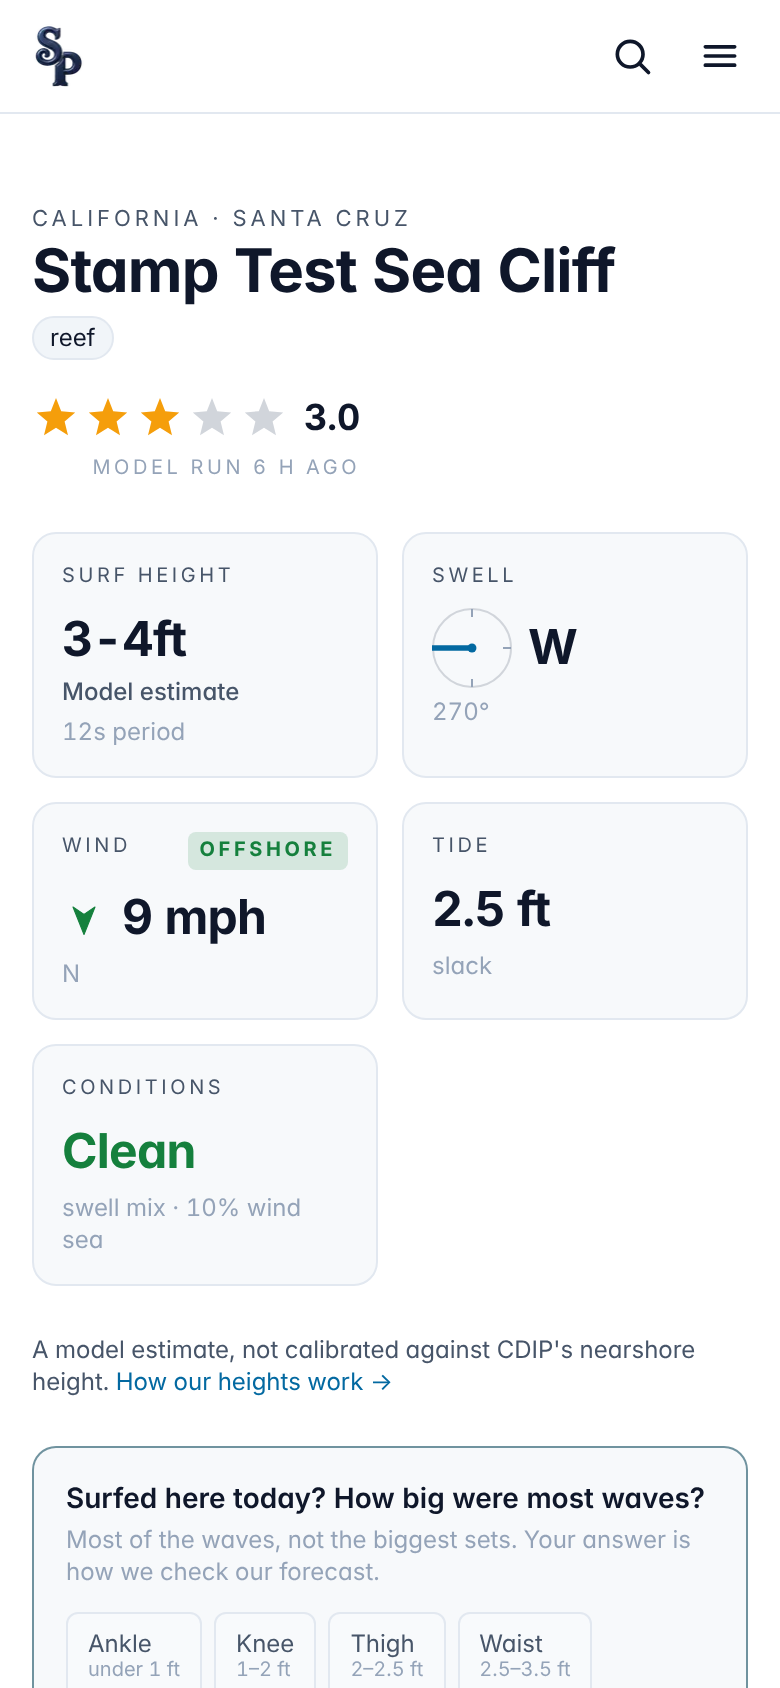 SP
CALIFORNIA · SANTA CRUZ
Stamp Test Sea Cliff
reef
3.0
MODEL RUN 6 H AGO
SURF HEIGHT
3-4ft
Model estimate
12s period
SWELL
W
270°
WIND
OFFSHORE
9 mph
N
TIDE
2.5 ft
slack
CONDITIONS
Clean
swell mix · 10% wind
sea
A model estimate, not calibrated against CDIP's nearshore
height. How our heights work →
Surfed here today? How big were most waves?
Most of the waves, not the biggest sets. Your answer is
how we check our forecast.
Ankle
under 1 ft
Knee
1–2 ft
Thigh
2–2.5 ft
Waist
2.5–3.5 ft